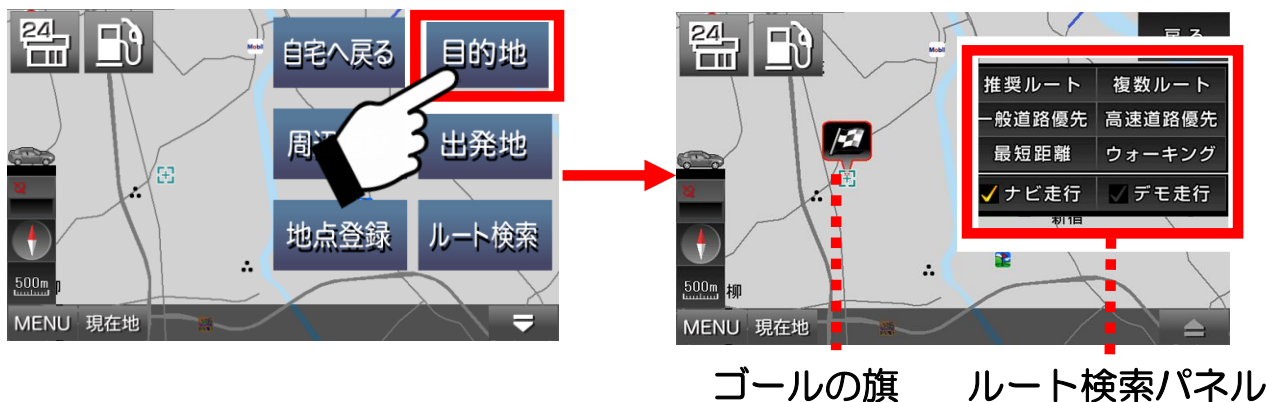 24
Mobil
自宅へ戻る
目的地
周辺
出発地
地点登録
ルート検索
500m
MENU 現在地
24
Mobil
戻る
推奨ルート 複数ルート
一般道路優先 高速道路優先
最短距離 ウォーキング
ナビ走行 デモ走行
新宿
500m
柳
MENU 現在地
ゴールの旗
ルート検索パネル